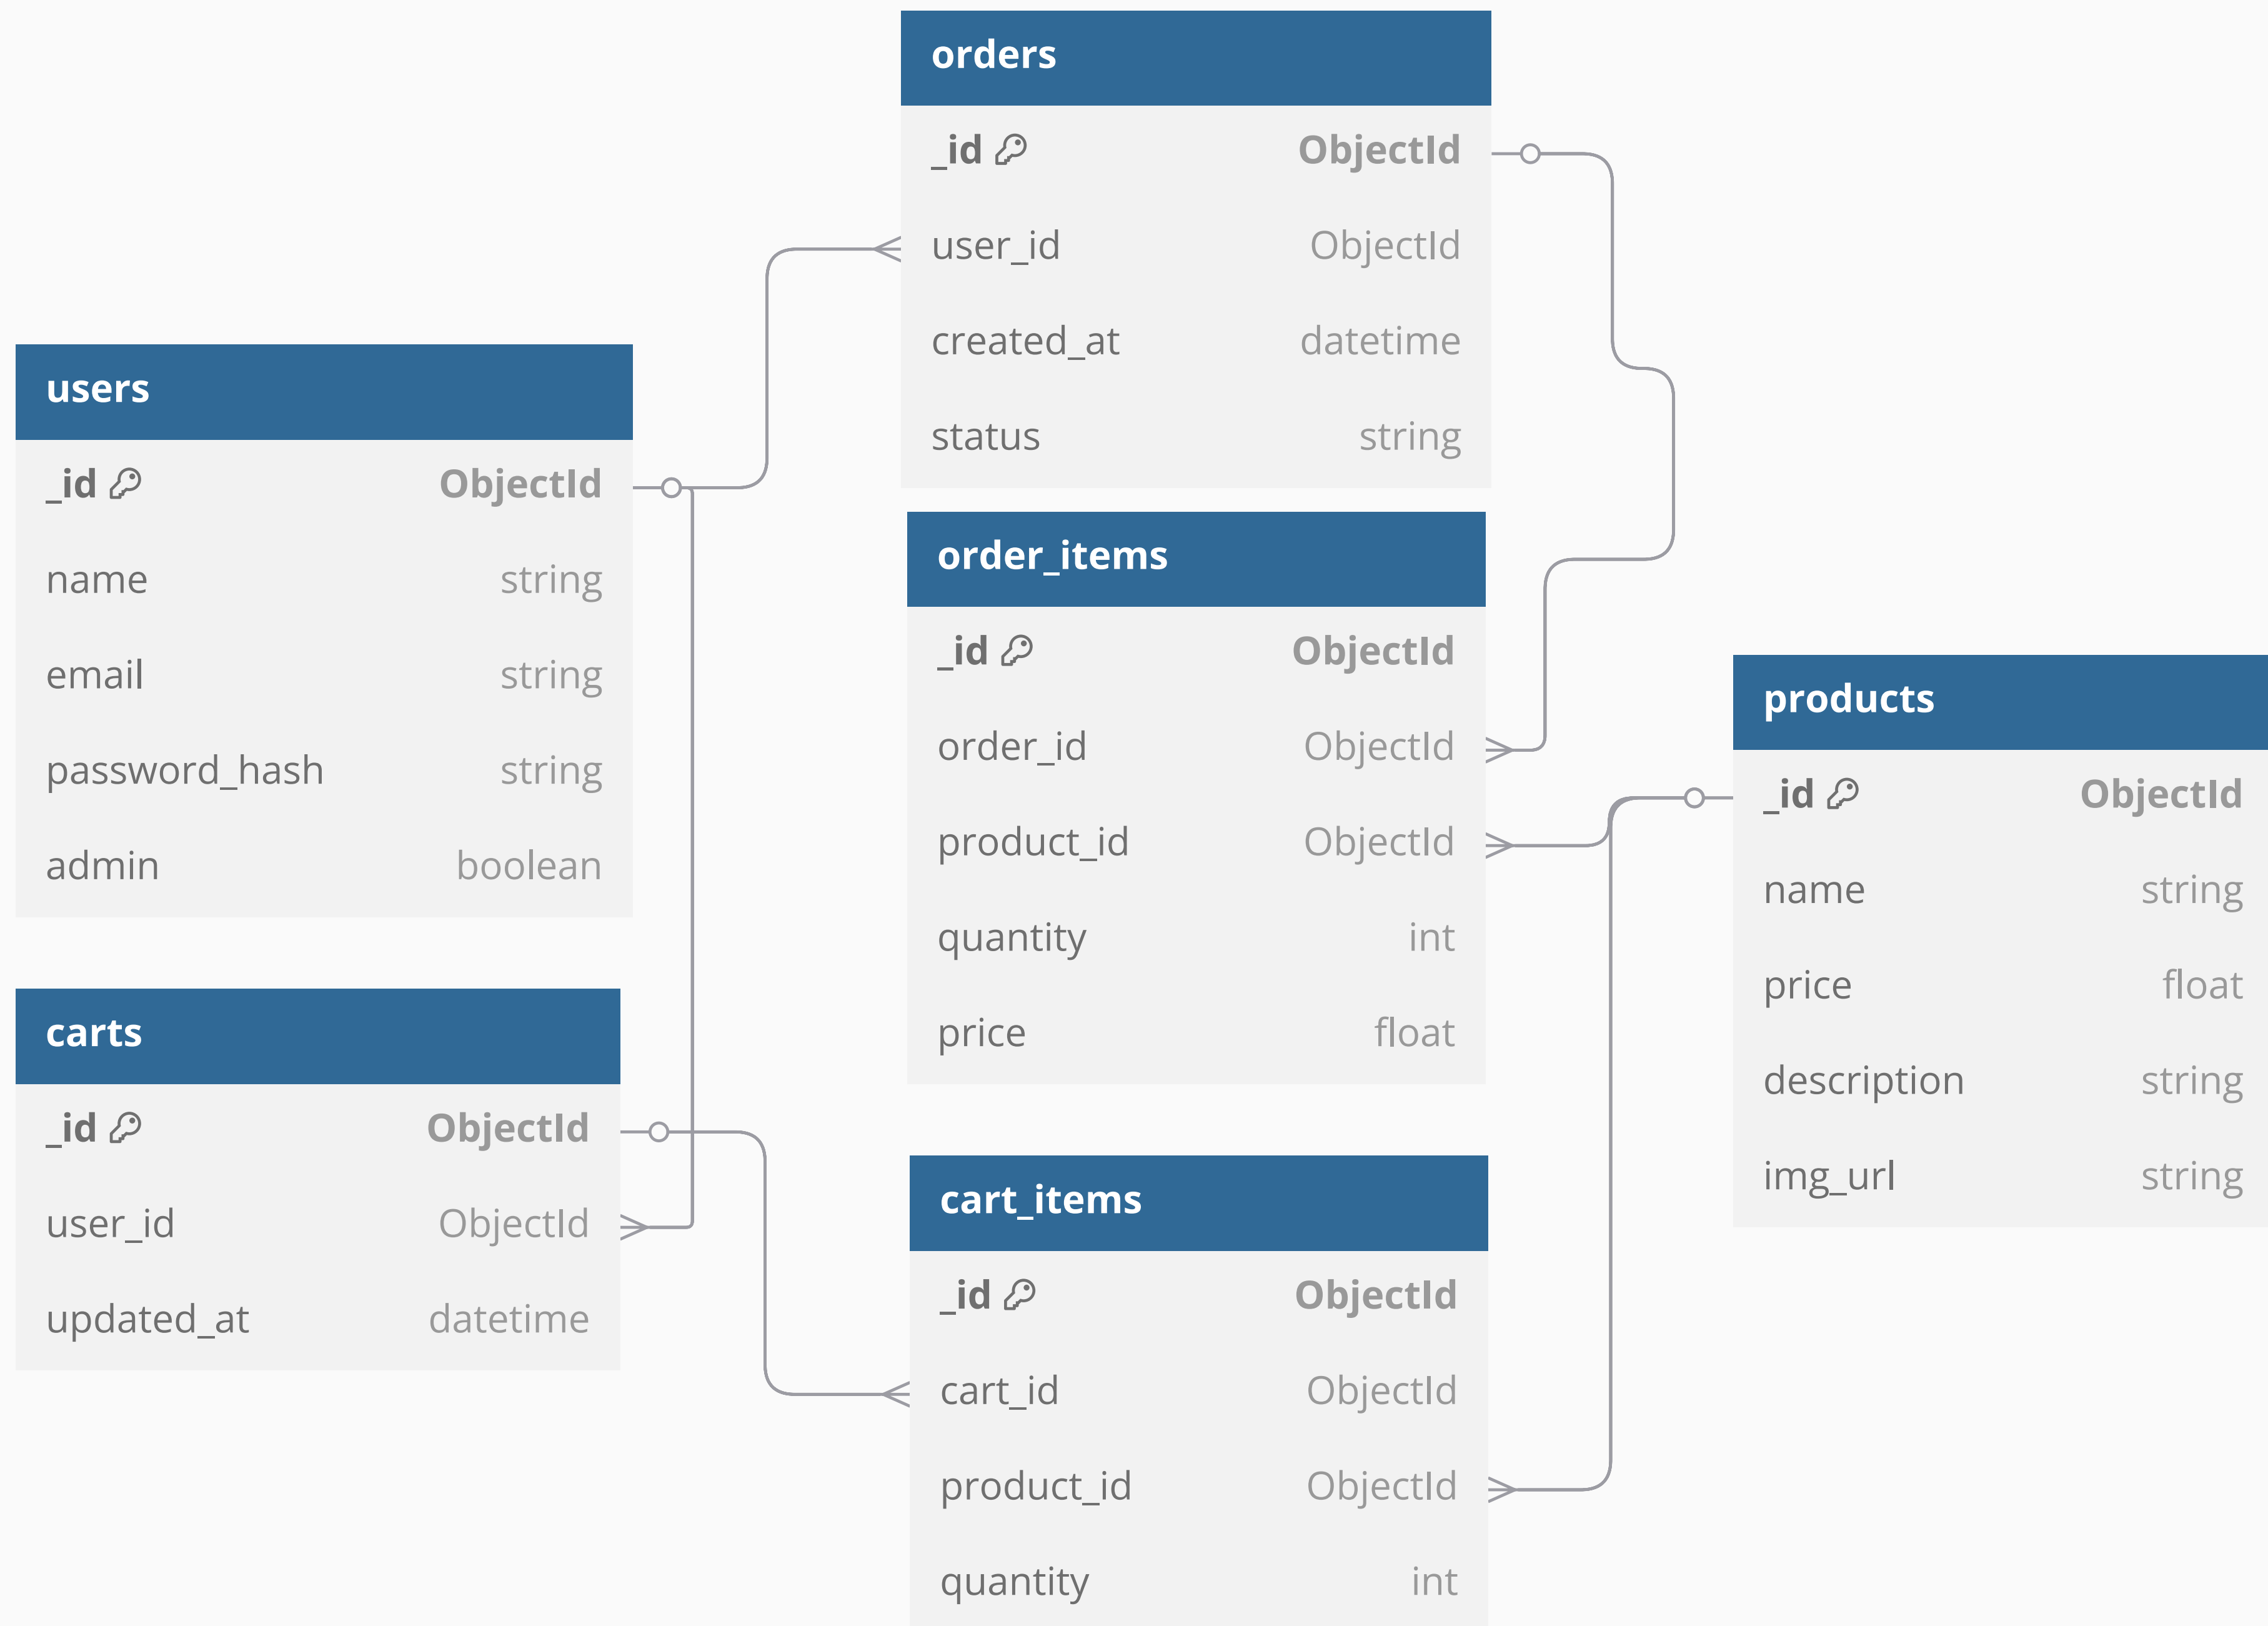 orders
_id ObjectId
user_id ObjectId
created_at datetime
status string
users
_id ObjectId
name string
email string
password_hash string
admin boolean
order_items
_id ObjectId
order_id ObjectId
product_id ObjectId
quantity int
price float
products
_id ObjectId
name string
price float
description string
img_url string
carts
_id ObjectId
user_id ObjectId
updated_at datetime
cart_items
_id ObjectId
cart_id ObjectId
product_id ObjectId
quantity int